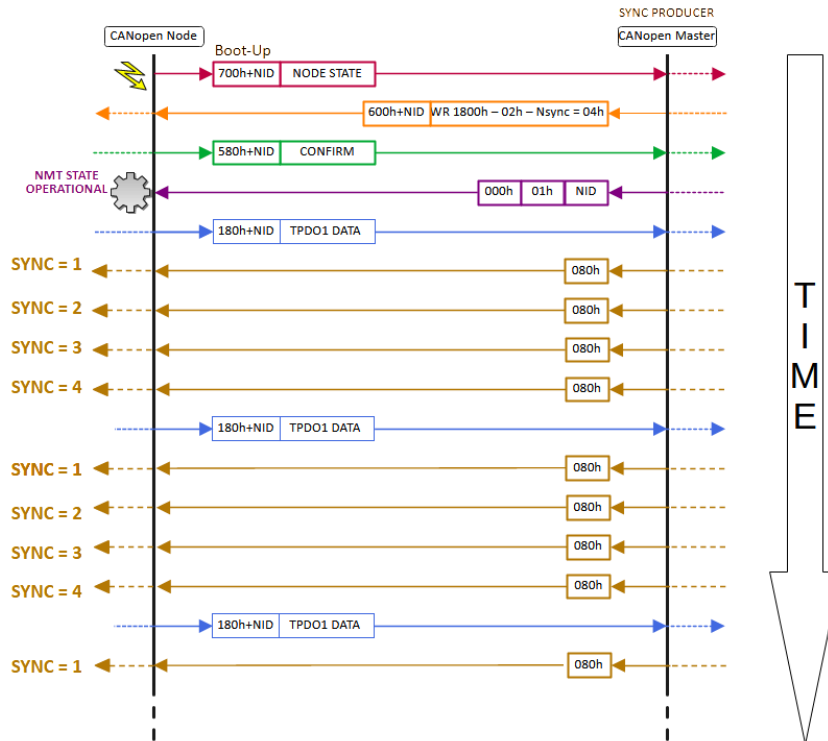 SYNC PRODUCER
CANopen Node
CANopen Master
Boot-Up
700h+NID NODE STATE
600h+NID WR 1800h – 02h – Nsync = 04h
580h+NID CONFIRM
NMT STATE
OPERATIONAL
000h 01h NID
180h+NID TPDO1 DATA
SYNC = 1 080h
SYNC = 2 080h
SYNC = 3 080h
SYNC = 4 080h
180h+NID TPDO1 DATA
SYNC = 1 080h
SYNC = 2 080h
SYNC = 3 080h
SYNC = 4 080h
180h+NID TPDO1 DATA
SYNC = 1 080h
TIME